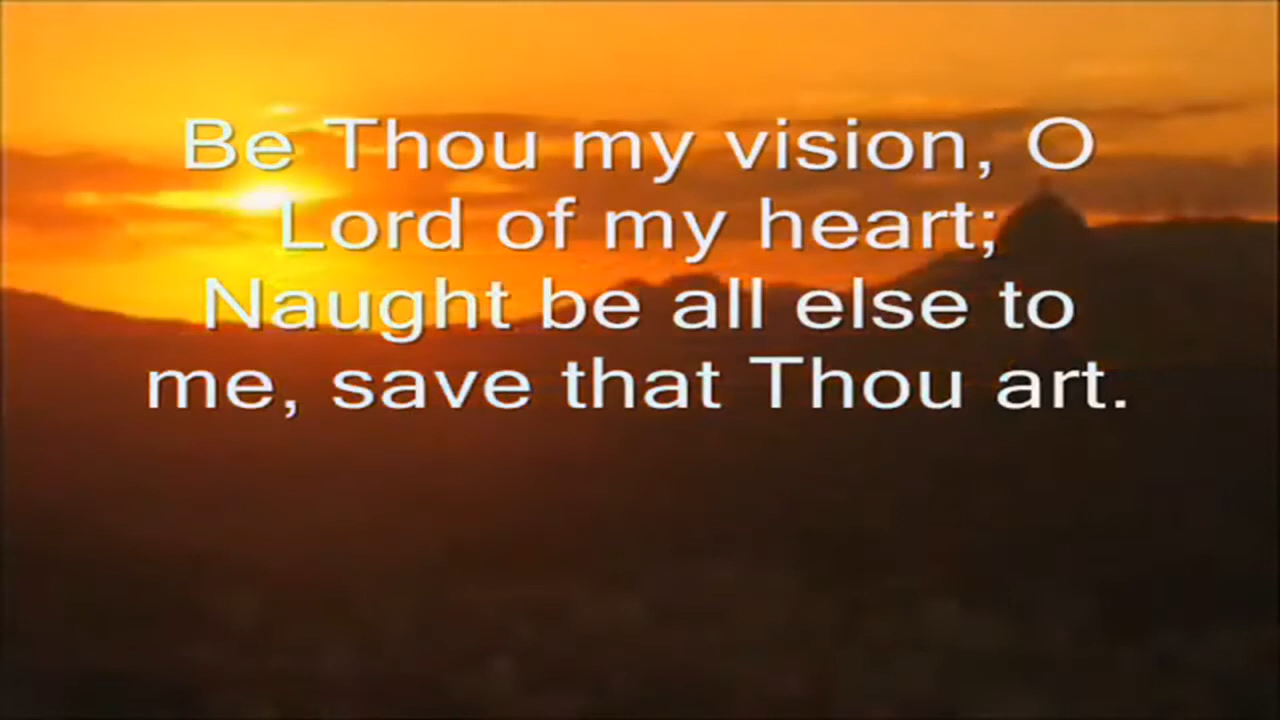 Be Thou my vision, O
Lord of my heart;
Naught be all else to
me, save that Thou art.